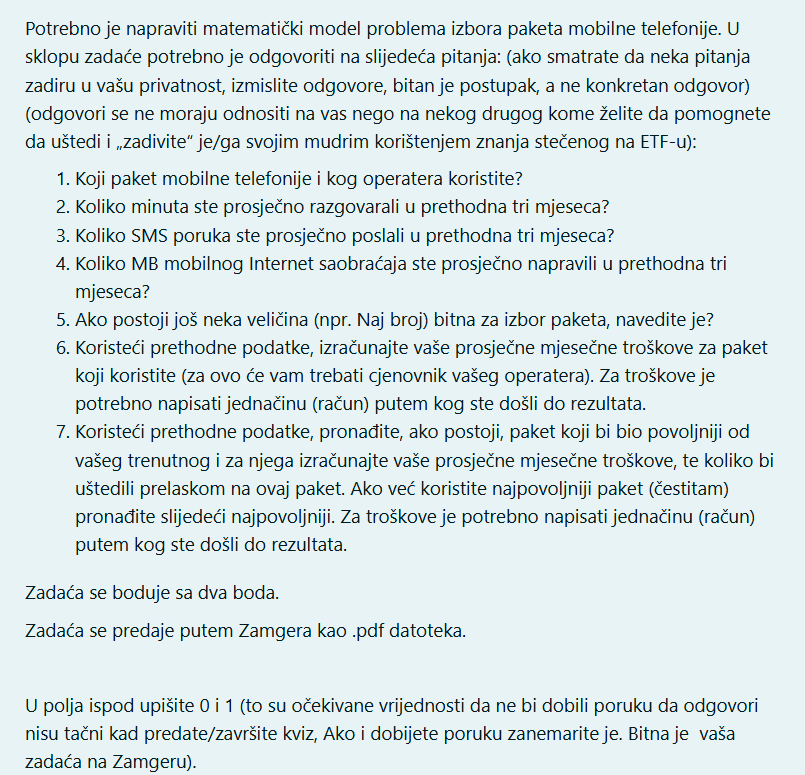 Potrebno je napraviti matematički model problema izbora paketa mobilne telefonije. U
sklopu zadaće potrebno je odgovoriti na slijedeća pitanja: (ako smatrate da neka pitanja
zadiru u vašu privatnost, izmislite odgovore, bitan je postupak, a ne konkretan odgovor)
(odgovori se ne moraju odnositi na vas nego na nekog drugog kome želite da pomognete
da uštedi i „zadivite“ je/ga svojim mudrim korištenjem znanja stečenog na ETF-u):
1. Koji paket mobilne telefonije i kog operatera koristite?
2. Koliko minuta ste prosječno razgovarali u prethodna tri mjeseca?
3. Koliko SMS poruka ste prosječno poslali u prethodna tri mjeseca?
4. Koliko MB mobilnog Internet saobraćaja ste prosječno napravili u prethodna tri
mjeseca?
5. Ako postoji još neka veličina (npr. Naj broj) bitna za izbor paketa, navedite je?
6. Koristeći prethodne podatke, izračunajte vaše prosječne mjesečne troškove za paket
koji koristite (za ovo će vam trebati cjenovnik vašeg operatera). Za troškove je
potrebno napisati jednačinu (račun) putem kog ste došli do rezultata.
7. Koristeći prethodne podatke, pronađite, ako postoji, paket koji bi bio povoljniji od
vašeg trenutnog i za njega izračunajte vaše prosječne mjesečne troškove, te koliko bi
uštedili prelaskom na ovaj paket. Ako već koristite najpovoljniji paket (čestitam)
pronađite slijedeći najpovoljniji. Za troškove je potrebno napisati jednačinu (račun)
putem kog ste došli do rezultata.
Zadaća se boduje sa dva boda.
Zadaća se predaje putem Zamgera kao .pdf datoteka.
U polja ispod upišite 0 i 1 (to su očekivane vrijednosti da ne bi dobili poruku da odgovori
nisu tačni kad predate/završite kviz, Ako i dobijete poruku zanemarite je. Bitna je  vaša
zadaća na Zamgeru).